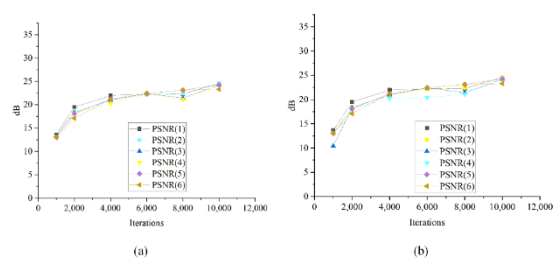 35
30
25
20
15
10
5
0
dB
PSNR(1)
PSNR(2)
PSNR(3)
PSNR(4)
PSNR(5)
PSNR(6)
0 2,000 4,000 6,000 8,000 10,000 12,000
Iterations
(a)
35
30
25
20
15
10
5
0
dB
PSNR(1)
PSNR(2)
PSNR(3)
PSNR(4)
PSNR(5)
PSNR(6)
0 2,000 4,000 6,000 8,000 10,000 12,000
Iterations
(b)